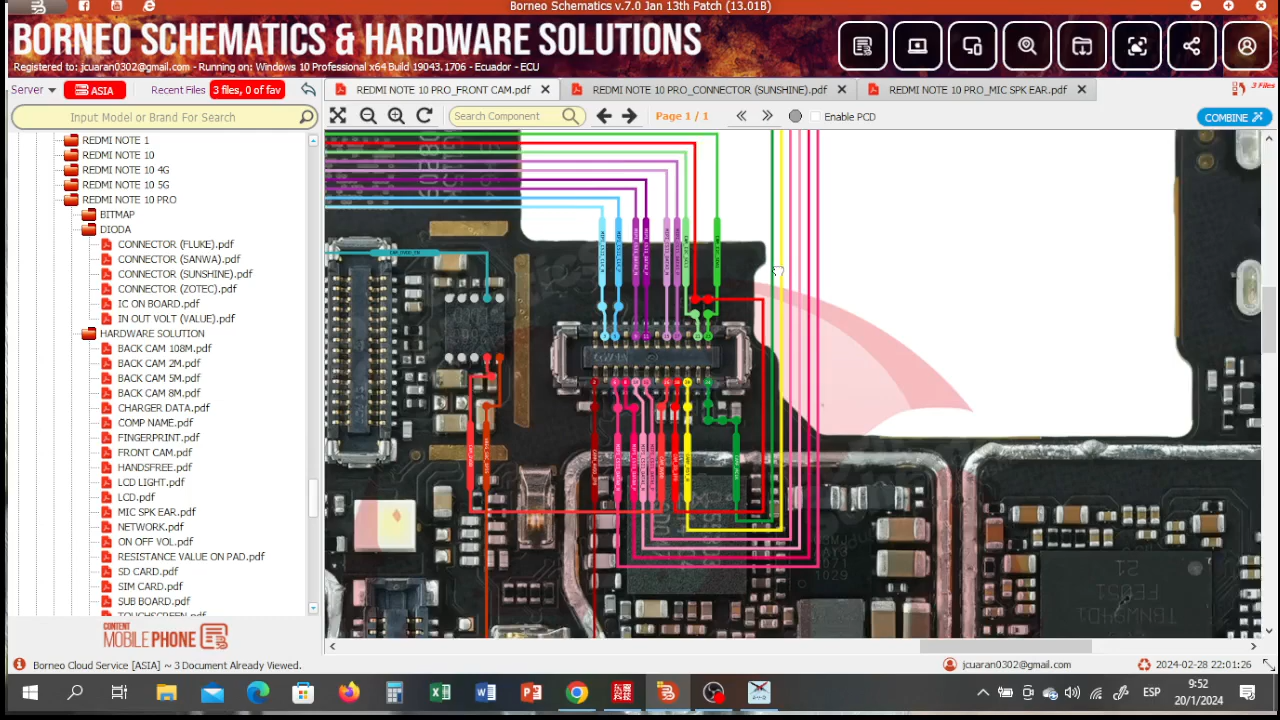 Borneo Schematics v.7.0 Jan 13th Patch (13.01B)
BORNEO SCHEMATICS & HARDWARE SOLUTIONS
Registered to: jcuaran0302@gmail.com - Running on: Windows 10 Professional x64 Build 19043.1706 - Ecuador - ECU
Server
ASIA
Recent Files
3 files, 0 of fav
REDMI NOTE 10 PRO_FRONT CAM.pdf
REDMI NOTE 10 PRO_CONNECTOR (SUNSHINE).pdf
REDMI NOTE 10 PRO_MIC SPK EAR.pdf
3 Files
Input Model or Brand For Search
Search Component
Page 1 / 1
Enable PCD
COMBINE
REDMI NOTE 1
REDMI NOTE 10
REDMI NOTE 10 4G
REDMI NOTE 10 5G
REDMI NOTE 10 PRO
BITMAP
DIODA
CONNECTOR (FLUKE).pdf
CONNECTOR (SANWA).pdf
CONNECTOR (SUNSHINE).pdf
CONNECTOR (ZOTEC).pdf
IC ON BOARD.pdf
IN OUT VOLT (VALUE).pdf
HARDWARE SOLUTION
BACK CAM 108M.pdf
BACK CAM 2M.pdf
BACK CAM 5M.pdf
BACK CAM 8M.pdf
CHARGER DATA.pdf
COMP NAME.pdf
FINGERPRINT.pdf
FRONT CAM.pdf
HANDSFREE.pdf
LCD LIGHT.pdf
LCD.pdf
MIC SPK EAR.pdf
NETWORK.pdf
ON OFF VOL.pdf
RESISTANCE VALUE ON PAD.pdf
SD CARD.pdf
SIM CARD.pdf
SUB BOARD.pdf
CONTENT
MOBILE PHONE
Borneo Cloud Service [ASIA] ~ 3 Document Already Viewed.
jcuaran0302@gmail.com
2024-02-28 22:01:26
ESP
9:52
20/1/2024